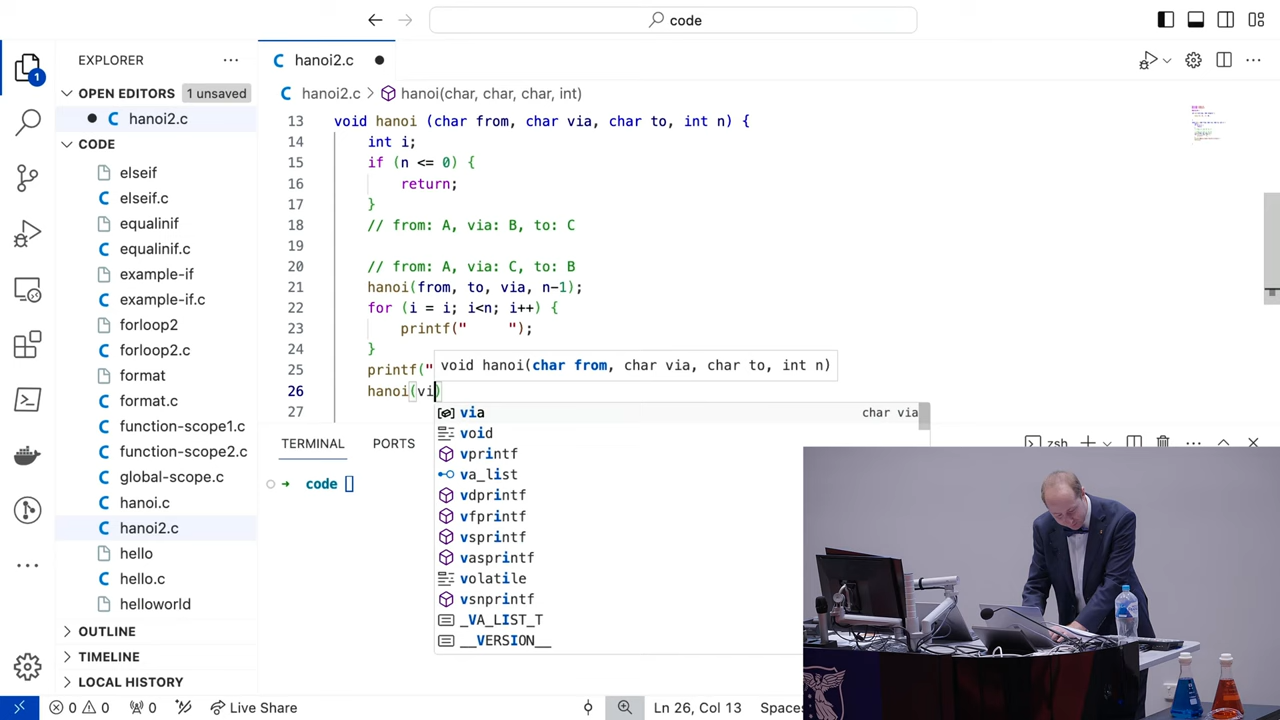 code
EXPLORER
OPEN EDITORS 1 unsaved
hanoi2.c
CODE
elseif
elseif.c
equalinif
equalinif.c
example-if
example-if.c
forloop2
forloop2.c
format
format.c
function-scope1.c
function-scope2.c
global-scope.c
hanoi.c
hanoi2.c
hello
hello.c
helloworld
OUTLINE
TIMELINE
LOCAL HISTORY
1
hanoi2.c
hanoi2.c > hanoi(char, char, char, int)
13 void hanoi (char from, char via, char to, int n) {
14 int i;
15 if (n <= 0) {
16 return;
17 }
18 // from: A, via: B, to: C
19
20 // from: A, via: C, to: B
21 hanoi(from, to, via, n-1);
22 for (i = i; i<n; i++) {
23 printf("    ");
24 }
25 printf("
void hanoi(char from, char via, char to, int n)
26 hanoi(vi)
27
via char via
void
vprintf
va_list
vdprintf
vfprintf
vsprintf
vasprintf
volatile
vsnprintf
_VA_LIST_T
__VERSION__
TERMINAL PORTS
zsh
→ code
0 0 0 Live Share
Ln 26, Col 13 Spaces